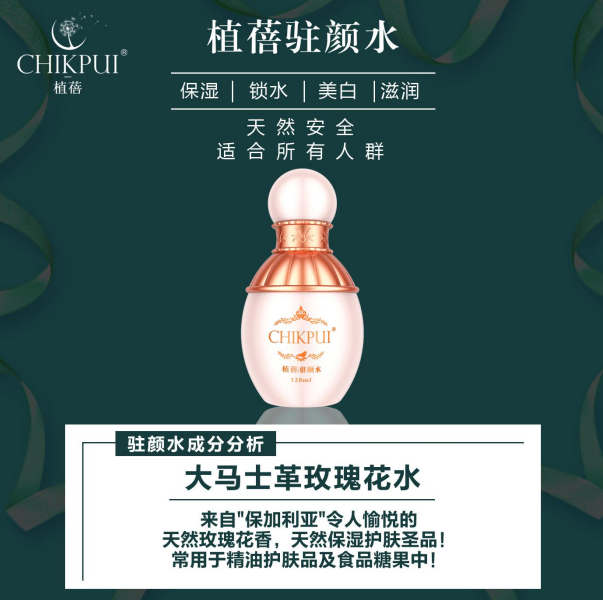 CHIKPUI®
植蓓
植蓓驻颜水
保湿 | 锁水 | 美白 | 滋润
天然安全
适合所有人群
CHIKPUI®
植蓓驻颜水
120ml
驻颜水成分分析
大马士革玫瑰花水
来自"保加利亚"令人愉悦的
天然玫瑰花香，天然保湿护肤圣品！
常用于精油护肤品及食品糖果中！